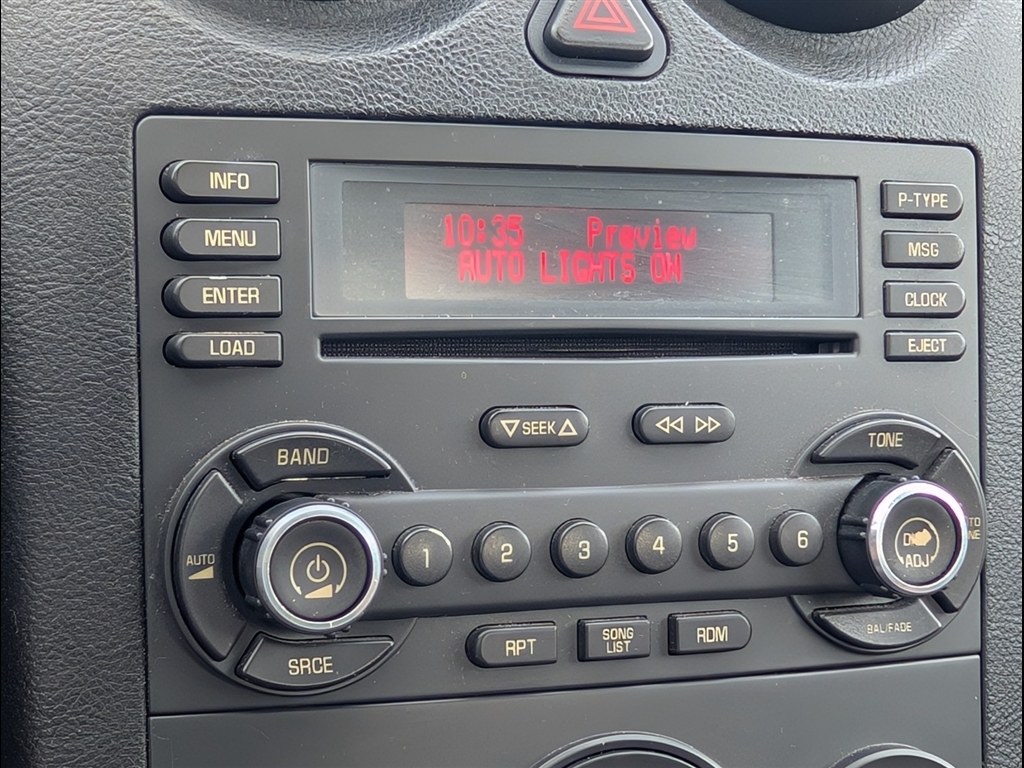 INFO
MENU
ENTER
LOAD
10:35 Preview
AUTO LIGHTS ON
P-TYPE
MSG
CLOCK
EJECT
SEEK
BAND
AUTO
SRCE
1 2 3 4 5 6
TONE
ADJ
BAL/FADE
RPT
SONG
LIST
RDM